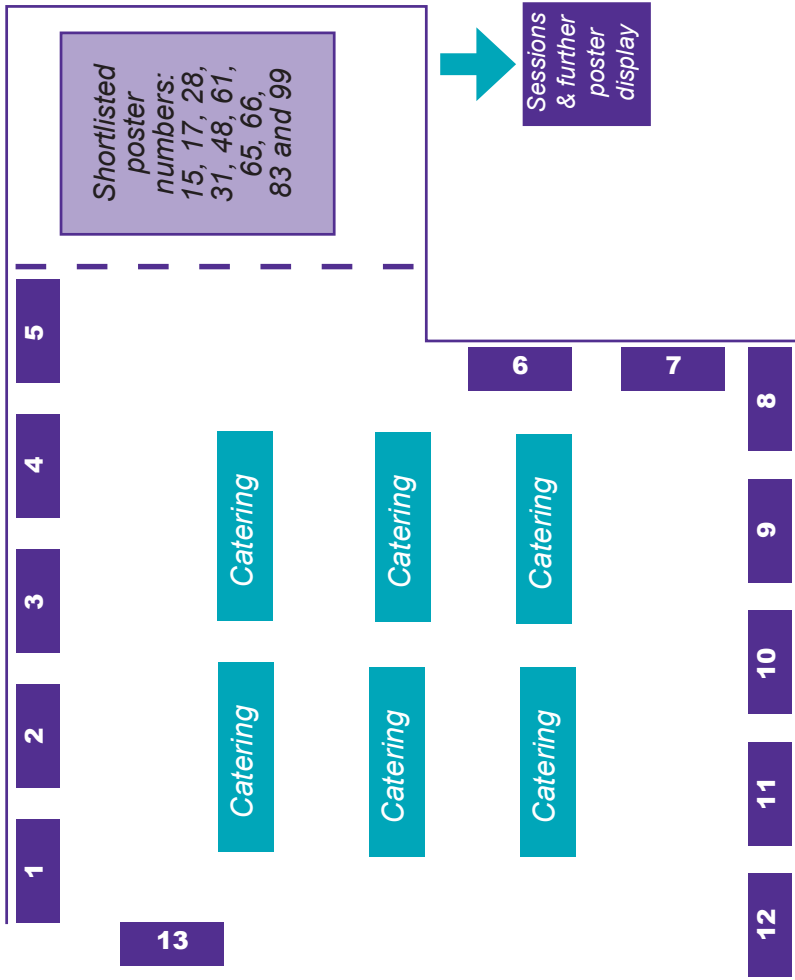 Shortlisted
poster
numbers:
15, 17, 28,
31, 48, 61,
65, 66,
83 and 99
Sessions
& further
poster
display
5
4
3
2
1
6
7
8
9
10
11
12
13
Catering
Catering
Catering
Catering
Catering
Catering